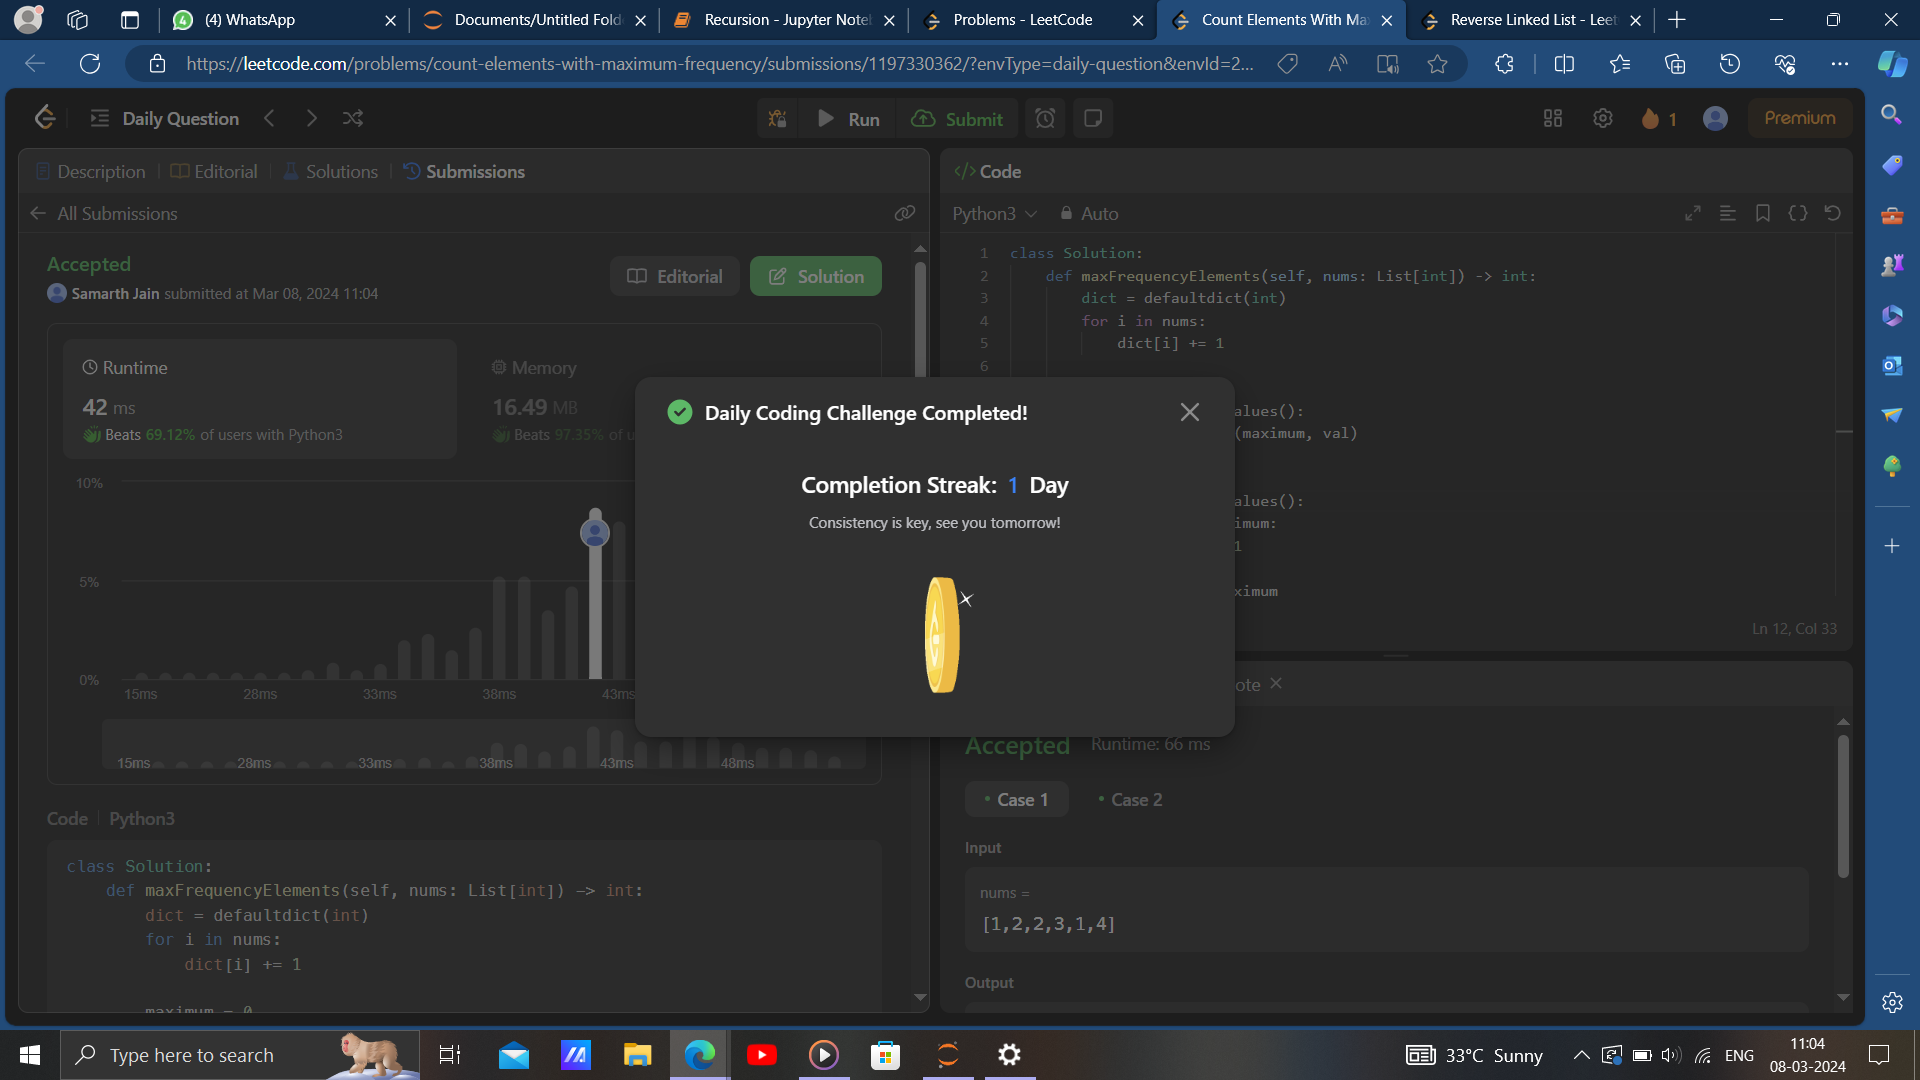 (4) WhatsApp
Documents/Untitled Fold
Recursion - Jupyter Note
Problems - LeetCode
Count Elements With Ma
Reverse Linked List - Leet
https://leetcode.com/problems/count-elements-with-maximum-frequency/submissions/1197330362/?envType=daily-question&envId=2...
Daily Question
Run
Submit
1
Premium
Description
Editorial
Solutions
Submissions
All Submissions
Accepted
Samarth Jain submitted at Mar 08, 2024 11:04
Editorial
Solution
Runtime
42 ms
Beats 69.12% of users with Python3
Memory
16.49 MB
Beats 97.35% of u
10%
5%
0%
15ms 28ms 33ms 38ms 43ms
15ms 28ms 33ms 38ms 43ms 48ms
Code Python3
class Solution:
def maxFrequencyElements(self, nums: List[int]) -> int:
dict = defaultdict(int)
for i in nums:
dict[i] += 1
maximum = 0
</> Code
Python3
Auto
1 class Solution:
2 def maxFrequencyElements(self, nums: List[int]) -> int:
3 dict = defaultdict(int)
4 for i in nums:
5 dict[i] += 1
6
alues():
(maximum, val)
alues():
imum:
1
ximum
Ln 12, Col 33
Daily Coding Challenge Completed!
Completion Streak: 1 Day
Consistency is key, see you tomorrow!
ote
Accepted Runtime: 66 ms
Case 1
Case 2
Input
nums =
[1,2,2,3,1,4]
Output
Type here to search
33°C Sunny
ENG
11:04
08-03-2024